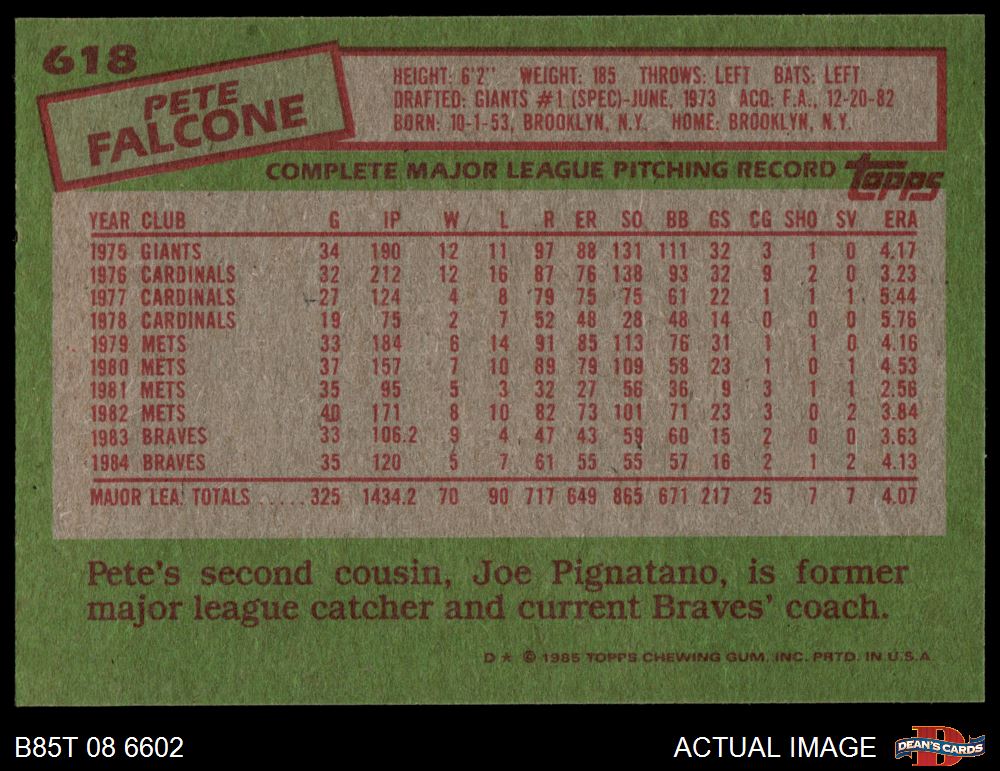 618
PETE
FALCONE
HEIGHT: 6'2" WEIGHT: 185 THROWS: LEFT BATS: LEFT
DRAFTED: GIANTS #1 (SPEC)-JUNE, 1973 ACQ: F.A., 12-20-82
BORN: 10-1-53, BROOKLYN, N.Y. HOME: BROOKLYN, N.Y.
COMPLETE MAJOR LEAGUE PITCHING RECORD topps
YEAR CLUB G IP W L R ER SO BB GS CG SHO SV ERA
1975 GIANTS 34 190 12 11 97 88 131 111 32 3 1 0 4.17
1976 CARDINALS 32 212 12 16 87 76 138 93 32 9 2 0 3.23
1977 CARDINALS 27 124 4 8 79 75 75 61 22 1 1 1 5.44
1978 CARDINALS 19 75 2 7 52 48 28 48 14 0 0 0 5.76
1979 METS 33 184 6 14 91 85 113 76 31 1 1 0 4.16
1980 METS 37 157 7 10 89 79 109 58 23 1 0 1 4.53
1981 METS 35 95 5 3 32 27 56 36 9 3 1 1 2.56
1982 METS 40 171 8 10 82 73 101 71 23 3 0 2 3.84
1983 BRAVES 33 106.2 9 4 47 43 59 60 15 2 0 0 3.63
1984 BRAVES 35 120 5 7 61 55 55 57 16 2 1 2 4.13
MAJOR LEA. TOTALS ..... 325 1434.2 70 90 717 649 865 671 217 25 7 7 4.07
Pete's second cousin, Joe Pignatano, is former
major league catcher and current Braves' coach.
D★ © 1985 TOPPS CHEWING GUM, INC. PRTD. IN U.S.A.
B85T 08 6602
ACTUAL IMAGE
D
DEAN'S CARDS